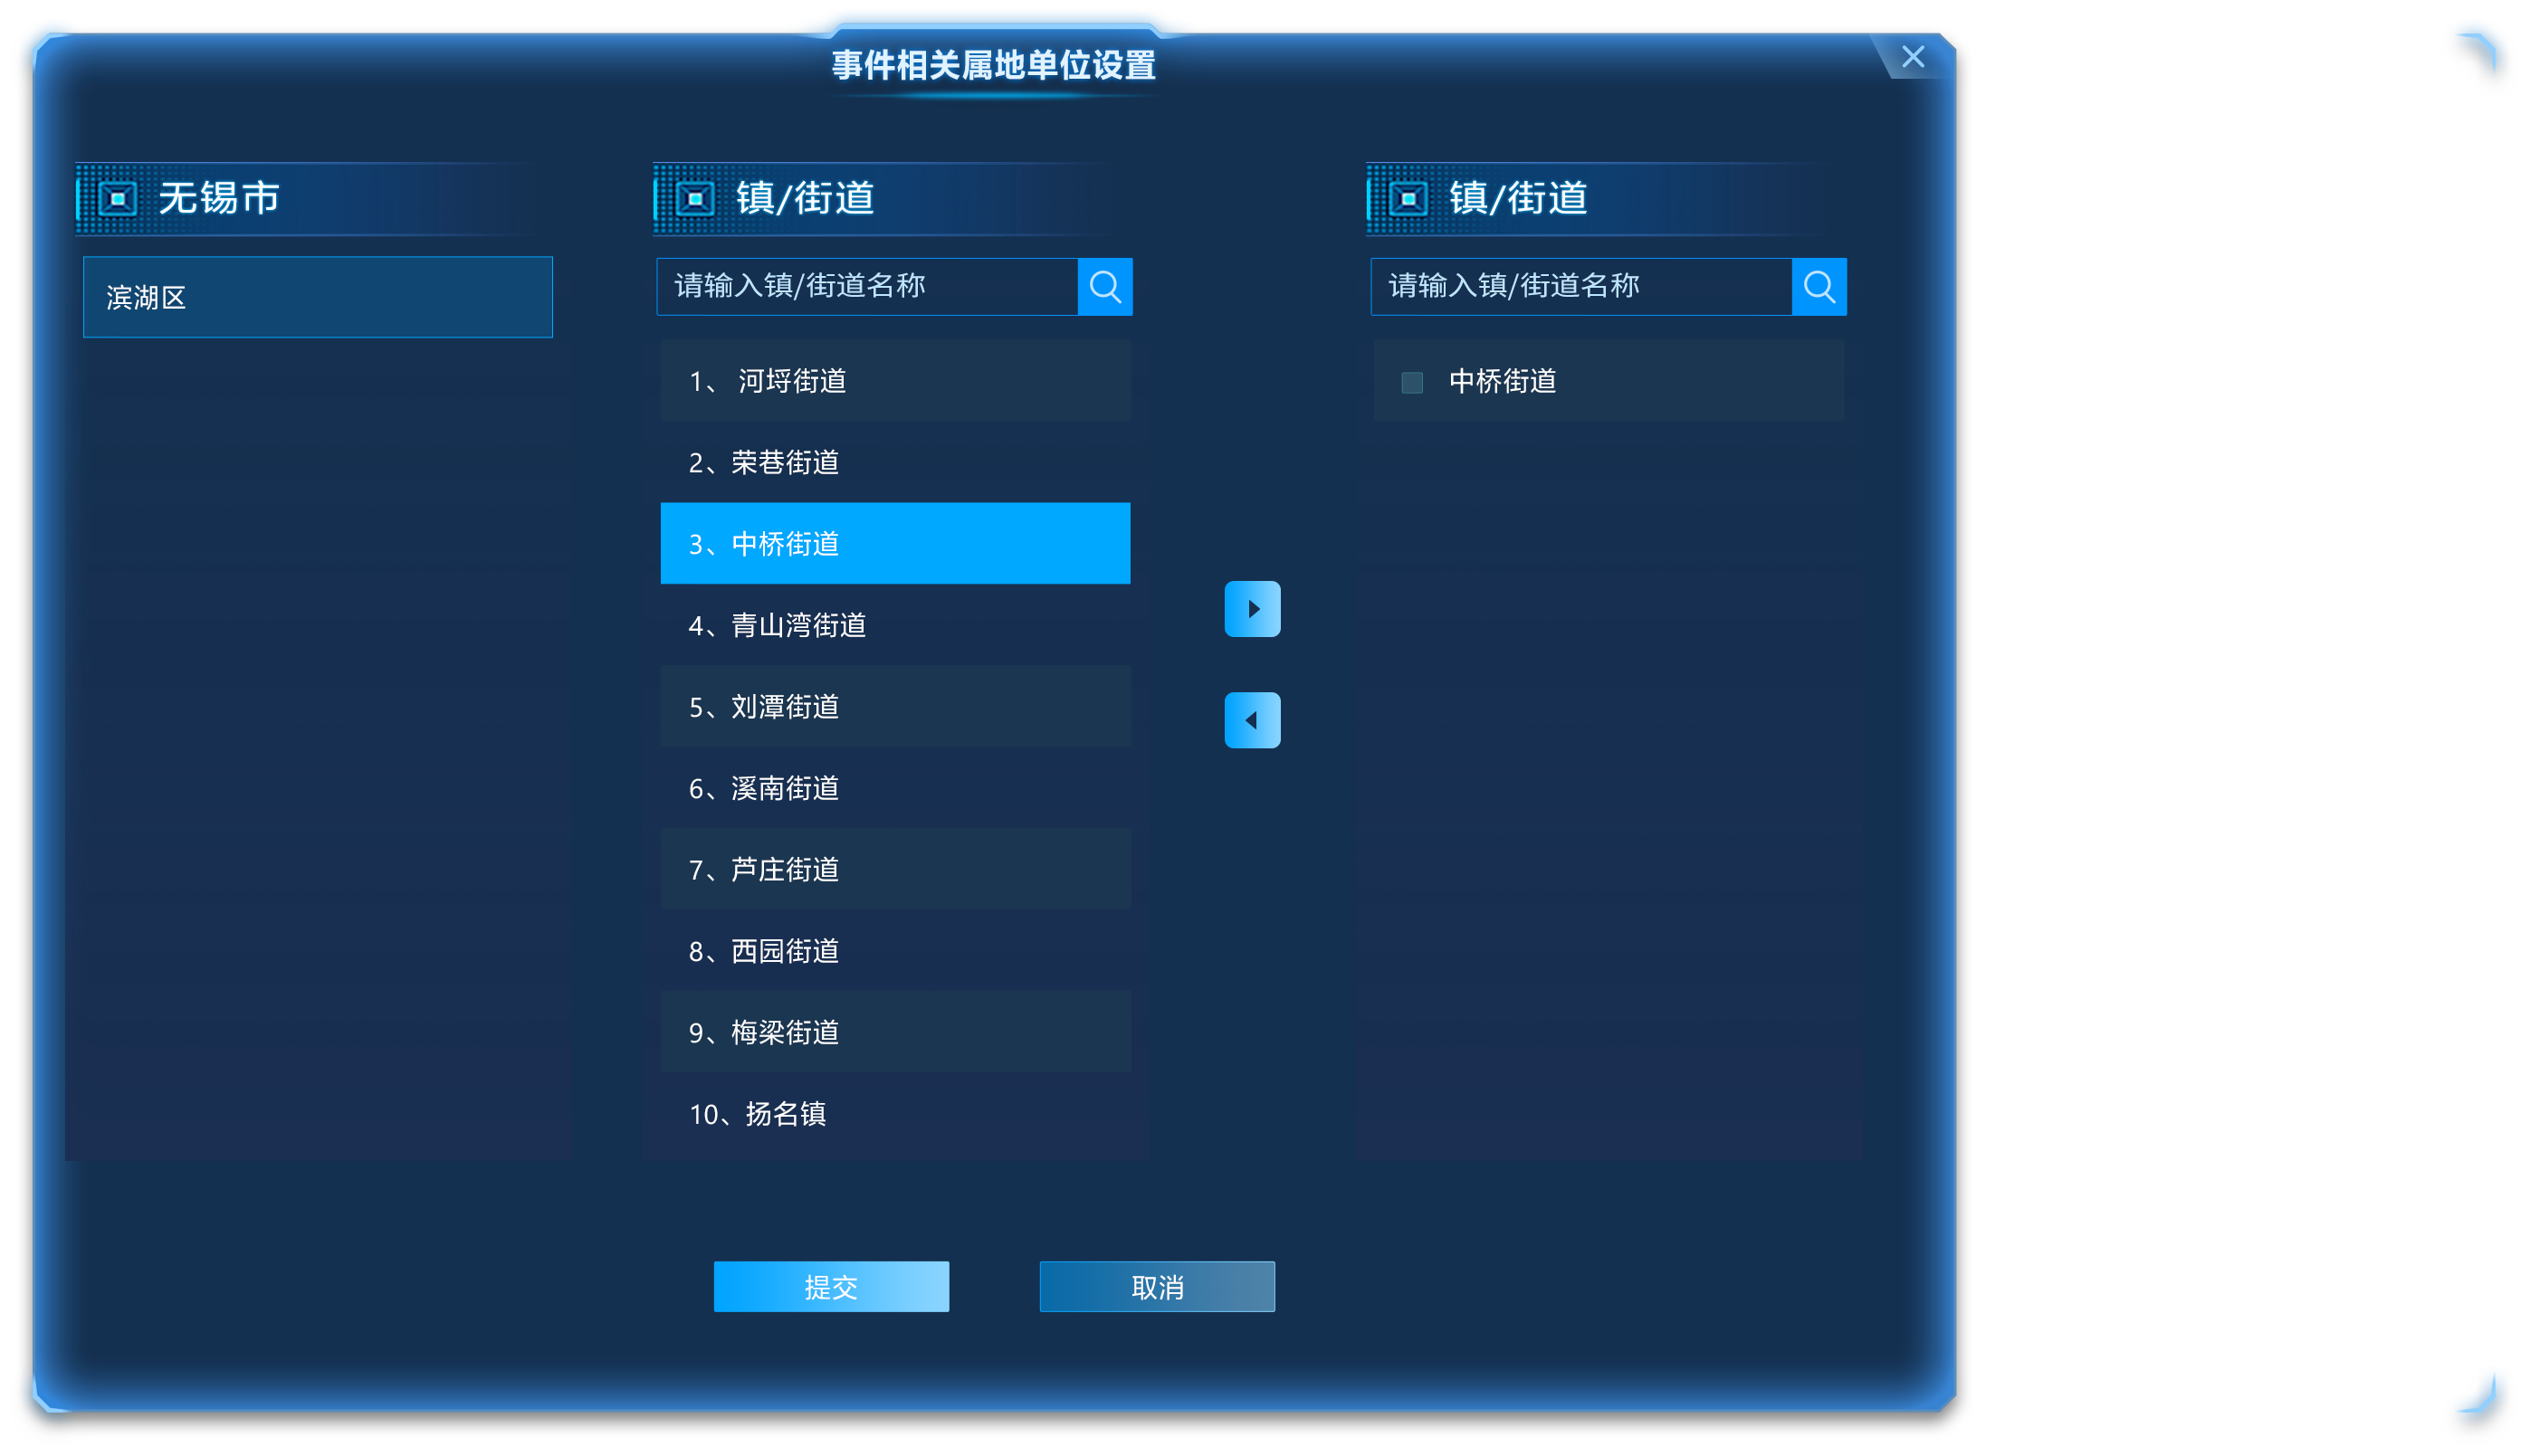 事件相关属地单位设置
无锡市
滨湖区
镇/街道
请输入镇/街道名称
1、 河埒街道
2、荣巷街道
3、中桥街道
4、青山湾街道
5、刘潭街道
6、溪南街道
7、芦庄街道
8、西园街道
9、梅梁街道
10、扬名镇
镇/街道
请输入镇/街道名称
中桥街道
提交
取消